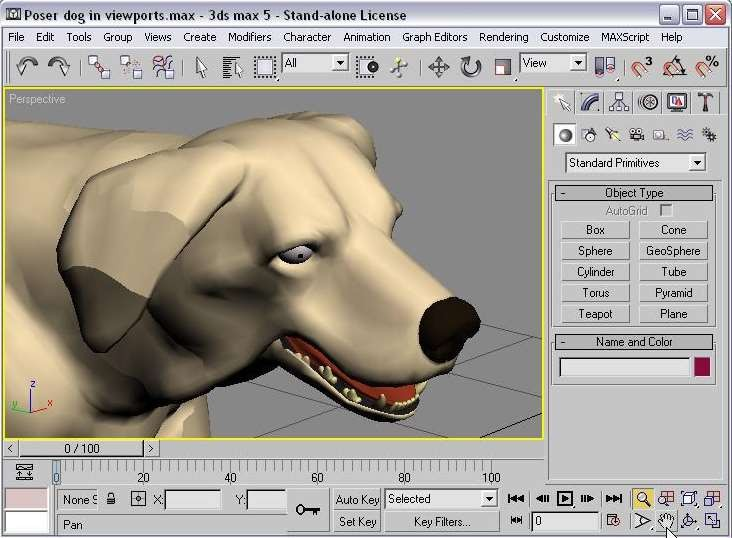 Poser dog in viewports.max - 3ds max 5 - Stand-alone License
File Edit Tools Group Views Create Modifiers Character Animation Graph Editors Rendering Customize MAXScript Help
All View 3 %
Perspective
Standard Primitives
- Object Type
AutoGrid
Box Cone
Sphere GeoSphere
Cylinder Tube
Torus Pyramid
Teapot Plane
- Name and Color
z
y x
< 0 / 100 >
0 20 40 60 80 100
None S X: Y: Auto Key Selected
Pan Set Key Key Filters... 0